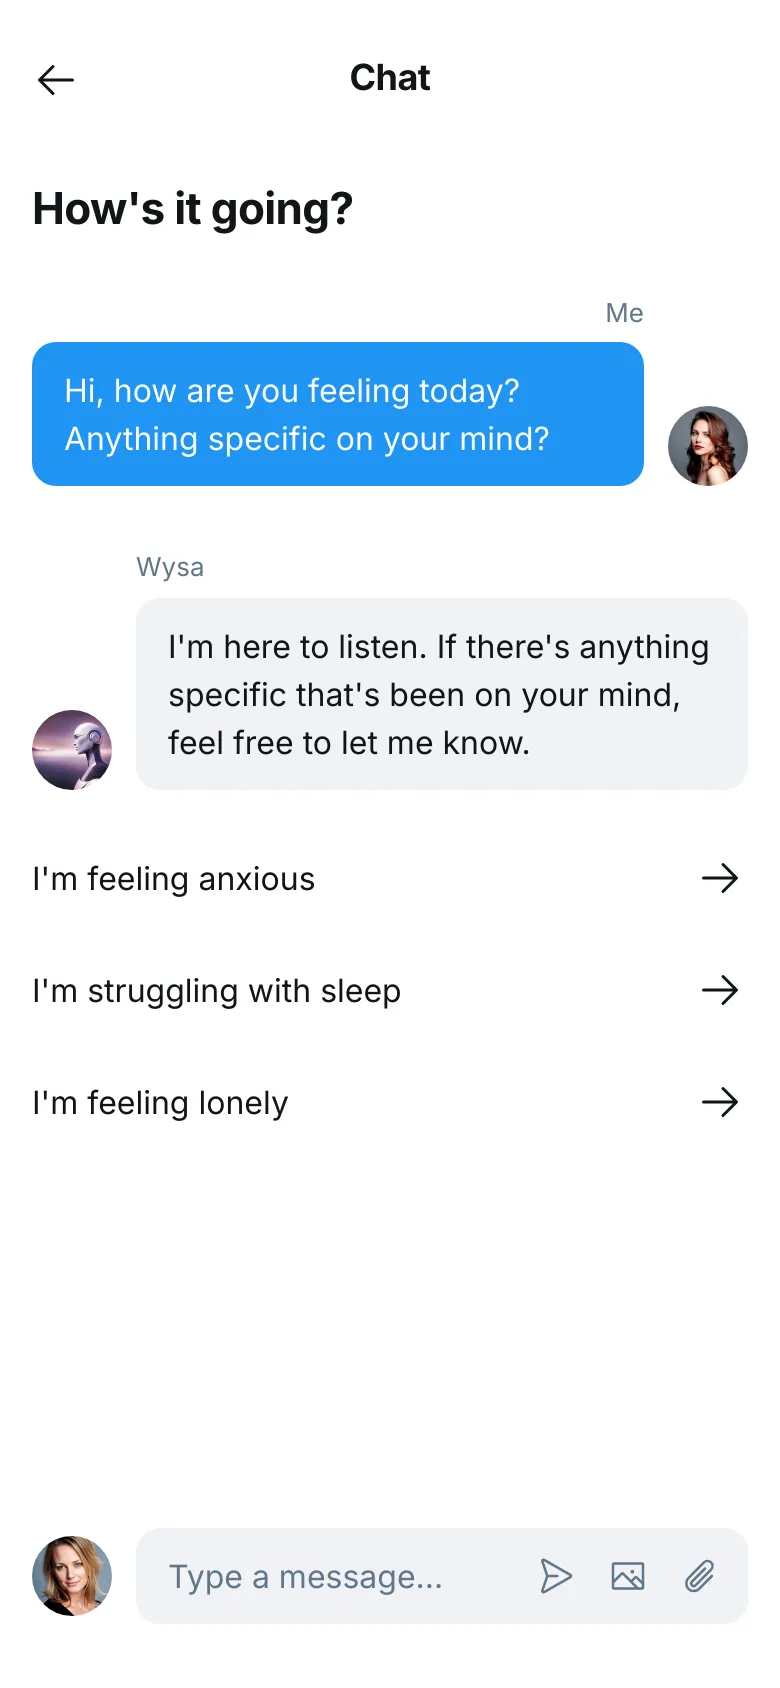 Chat
How's it going?
Me
Hi, how are you feeling today?
Anything specific on your mind?
Wysa
I'm here to listen. If there's anything
specific that's been on your mind,
feel free to let me know.
I'm feeling anxious
I'm struggling with sleep
I'm feeling lonely
Type a message...